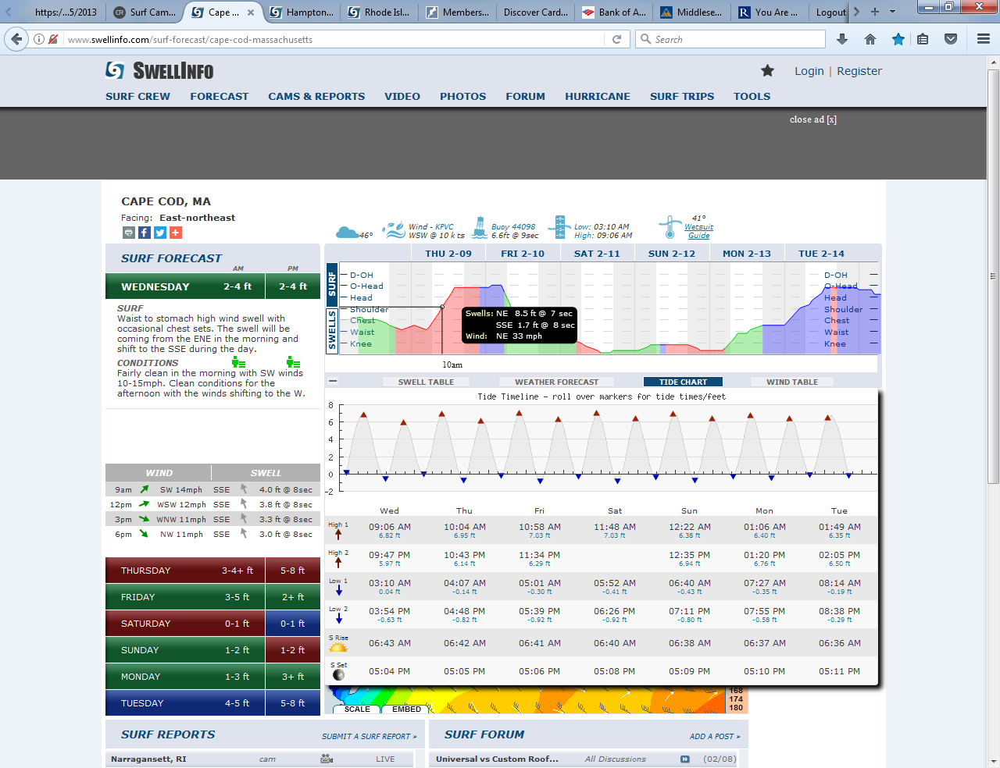 https:/...5/2013
Surf Cam...
Cape ...
Hampton...
Rhode Isl...
Members...
Discover Card...
Bank of A...
Middlese...
You Are ...
Logout
www.swellinfo.com/surf-forecast/cape-cod-massachusetts
Search
SWELLINFO
Login | Register
SURF CREW FORECAST CAMS & REPORTS VIDEO PHOTOS FORUM HURRICANE SURF TRIPS TOOLS
close ad [x]
CAPE COD, MA
Facing: East-northeast
46°
Wind - KPVC
WSW @ 10 k ts
Buoy 44098
6.6ft @ 9sec
Low: 03:10 AM
High: 09:06 AM
41°
Wetsuit
Guide
SURF FORECAST
AM PM
WEDNESDAY 2-4 ft 2-4 ft
SURF
Waist to stomach high wind swell with
occasional chest sets. The swell will be
coming from the ENE in the morning and
shift to the SSE during the day.
CONDITIONS
Fairly clean in the morning with SW winds
10-15mph. Clean conditions for the
afternoon with the winds shifting to the W.
WIND SWELL
9am SW 14mph SSE 4.0 ft @ 8sec
12pm WSW 12mph SSE 3.8 ft @ 8sec
3pm WNW 11mph SSE 3.3 ft @ 8sec
6pm NW 11mph SSE 3.0 ft @ 8sec
THURSDAY 3-4+ ft 5-8 ft
FRIDAY 3-5 ft 2+ ft
SATURDAY 0-1 ft 0-1 ft
SUNDAY 1-2 ft 1-2 ft
MONDAY 1-3 ft 3+ ft
TUESDAY 4-5 ft 5-8 ft
THU 2-09 FRI 2-10 SAT 2-11 SUN 2-12 MON 2-13 TUE 2-14
SURF
SWELLS
D-OH D-OH
O-Head O-Head
Head Head
Shoulder Shoulder
Chest Chest
Waist Waist
Knee Knee
Swells: NE 8.5 ft @ 7 sec
SSE 1.7 ft @ 8 sec
Wind: NE 33 mph
10am
SWELL TABLE WEATHER FORECAST TIDE CHART WIND TABLE
Tide Timeline - roll over markers for tide times/feet
8
6
4
2
0
-2
Wed Thu Fri Sat Sun Mon Tue
High 1 09:06 AM 10:04 AM 10:58 AM 11:48 AM 12:22 AM 01:06 AM 01:49 AM
6.82 ft 6.95 ft 7.03 ft 7.03 ft 6.38 ft 6.40 ft 6.35 ft
High 2 09:47 PM 10:43 PM 11:34 PM 12:35 PM 01:20 PM 02:05 PM
5.97 ft 6.14 ft 6.29 ft 6.94 ft 6.76 ft 6.50 ft
Low 1 03:10 AM 04:07 AM 05:01 AM 05:52 AM 06:40 AM 07:27 AM 08:14 AM
0.04 ft -0.14 ft -0.30 ft -0.41 ft -0.43 ft -0.35 ft -0.19 ft
Low 2 03:54 PM 04:48 PM 05:39 PM 06:26 PM 07:11 PM 07:55 PM 08:38 PM
-0.63 ft -0.82 ft -0.92 ft -0.92 ft -0.80 ft -0.58 ft -0.29 ft
S Rise 06:43 AM 06:42 AM 06:41 AM 06:40 AM 06:38 AM 06:37 AM 06:36 AM
S Set 05:04 PM 05:05 PM 05:06 PM 05:08 PM 05:09 PM 05:10 PM 05:11 PM
168
174
180
SCALE EMBED
SURF REPORTS SUBMIT A SURF REPORT »
Narragansett, RI cam LIVE
SURF FORUM ADD A POST »
Universal vs Custom Roof... All Discussions (02/08)